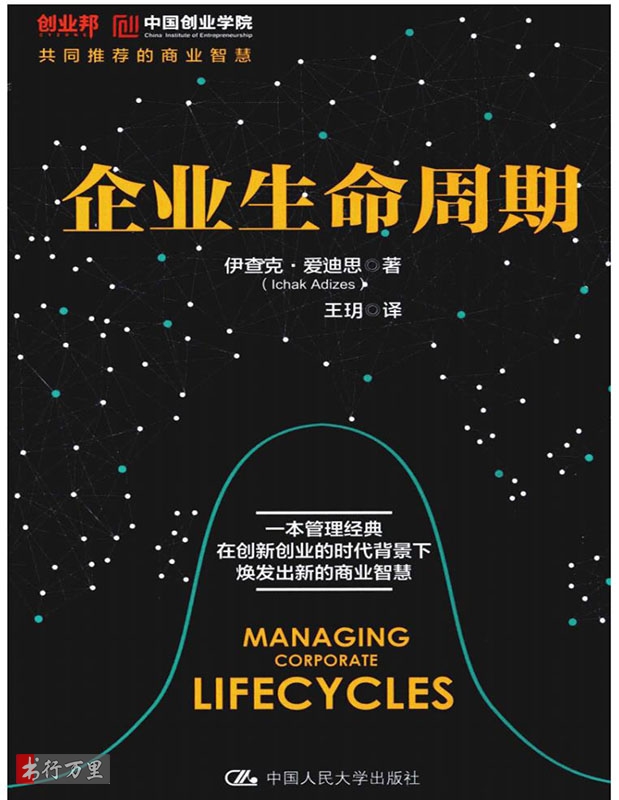 创业邦 中国创业学院
CYZONE China Institute of Entrepreneurship
共同推荐的商业智慧
企业生命周期
伊查克·爱迪思◎著
(Ichak Adizes)
王玥◎译
一本管理经典
在创新创业的时代背景下
焕发出新的商业智慧
MANAGING
CORPORATE
LIFECYCLES
书行万里
中国人民大学出版社